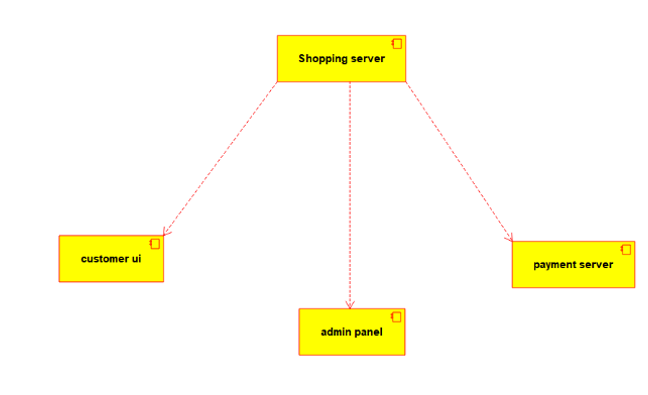 Shopping server
customer ui
payment server
admin panel